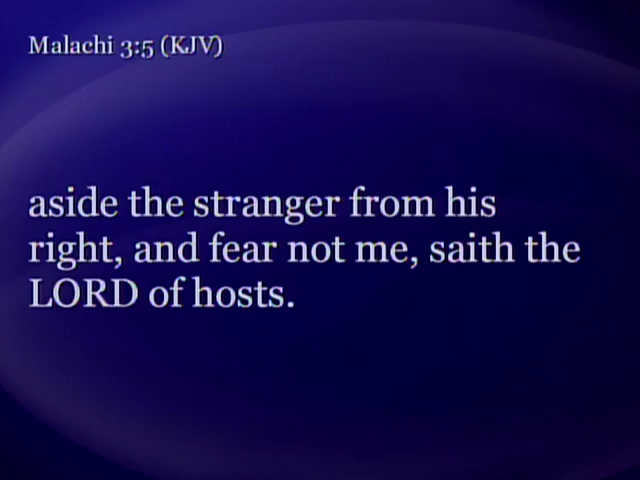 Malachi 3:5 (KJV)
aside the stranger from his
right, and fear not me, saith the
LORD of hosts.